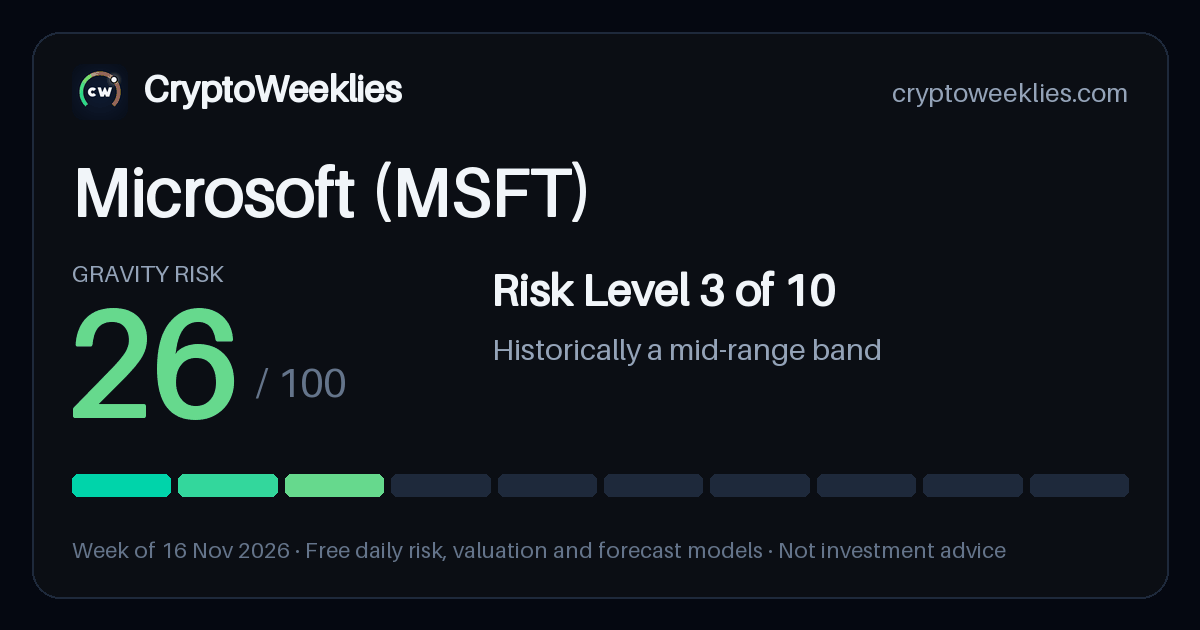 CW
CryptoWeeklies
cryptoweeklies.com
Microsoft (MSFT)
GRAVITY RISK
26 / 100
Risk Level 3 of 10
Historically a mid-range band
Week of 16 Nov 2026 · Free daily risk, valuation and forecast models · Not investment advice